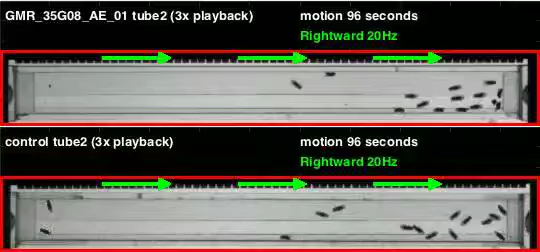 GMR_35G08_AE_01 tube2 (3x playback) motion 96 seconds
Rightward 20Hz
control tube2 (3x playback) motion 96 seconds
Rightward 20Hz